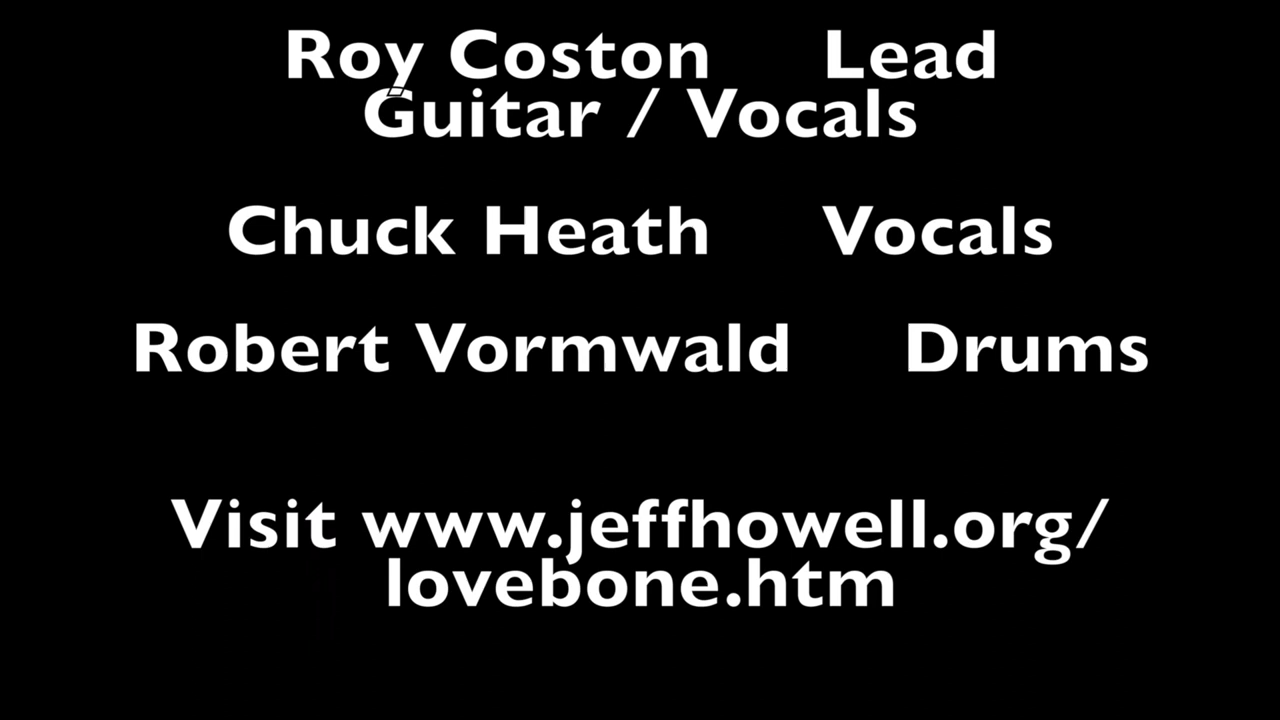 Roy Coston Lead
Guitar / Vocals
Chuck Heath Vocals
Robert Vormwald Drums
Visit www.jeffhowell.org/
lovebone.htm